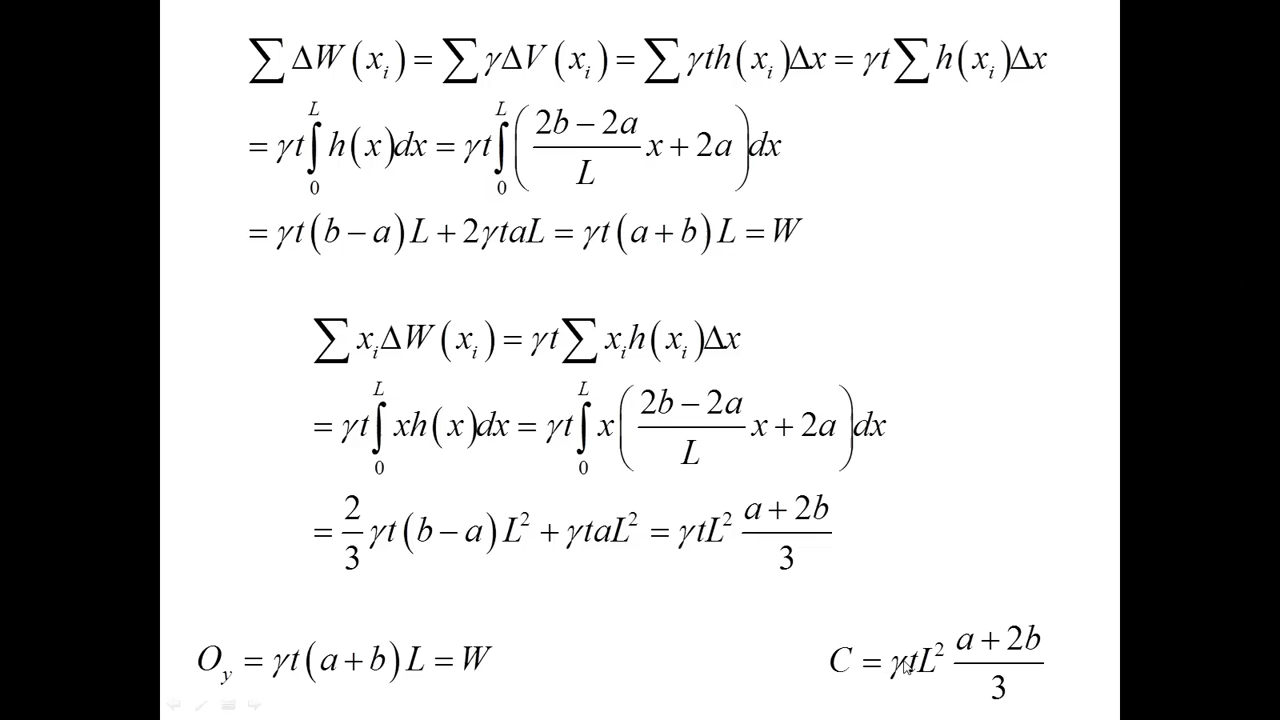 ∑ ΔW(xᵢ) = ∑ γΔV(xᵢ) = ∑ γth(xᵢ)Δx = γt∑ h(xᵢ)Δx
= γt∫₀ᴸ h(x)dx = γt∫₀ᴸ ((2b − 2a)/L x + 2a)dx
= γt(b − a)L + 2γtaL = γt(a + b)L = W
∑ xᵢΔW(xᵢ) = γt∑ xᵢh(xᵢ)Δx
= γt∫₀ᴸ xh(x)dx = γt∫₀ᴸ x((2b − 2a)/L x + 2a)dx
= 2/3 γt(b − a)L² + γtaL² = γtL² (a + 2b)/3
O_y = γt(a + b)L = W
C = γtL² (a + 2b)/3